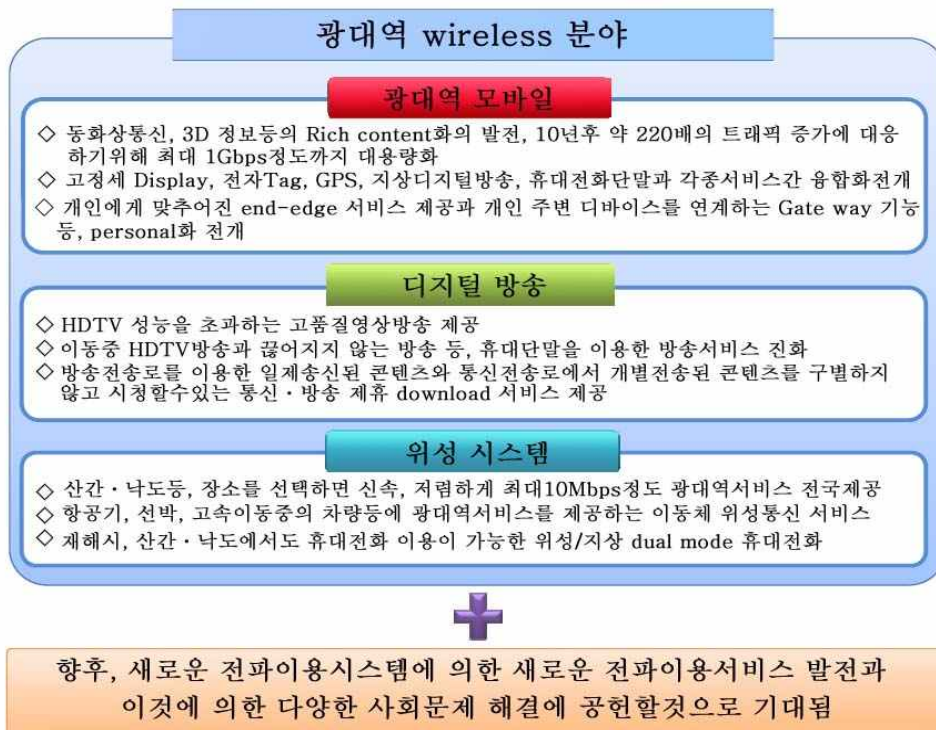 광대역 wireless 분야
광대역 모바일
◇ 동화상통신, 3D 정보등의 Rich content화의 발전, 10년후 약 220배의 트래픽 증가에 대응
하기위해 최대 1Gbps정도까지 대용량화
◇ 고정세 Display, 전자Tag, GPS, 지상디지털방송, 휴대전화단말과 각종서비스간 융합화전개
◇ 개인에게 맞추어진 end-edge 서비스 제공과 개인 주변 디바이스를 연계하는 Gate way 기능
등, personal화 전개
디지털 방송
◇ HDTV 성능을 초과하는 고품질영상방송 제공
◇ 이동중 HDTV방송과 끊어지지 않는 방송 등, 휴대단말을 이용한 방송서비스 진화
◇ 방송전송로를 이용한 일제송신된 콘텐츠와 통신전송로에서 개별전송된 콘텐츠를 구별하지
않고 시청할수있는 통신・방송 제휴 download 서비스 제공
위성 시스템
◇ 산간・낙도등, 장소를 선택하면 신속, 저렴하게 최대10Mbps정도 광대역서비스 전국제공
◇ 항공기, 선박, 고속이동중의 차량등에 광대역서비스를 제공하는 이동체 위성통신 서비스
◇ 재해시, 산간・낙도에서도 휴대전화 이용이 가능한 위성/지상 dual mode 휴대전화
향후, 새로운 전파이용시스템에 의한 새로운 전파이용서비스 발전과
이것에 의한 다양한 사회문제 해결에 공헌할것으로 기대됨